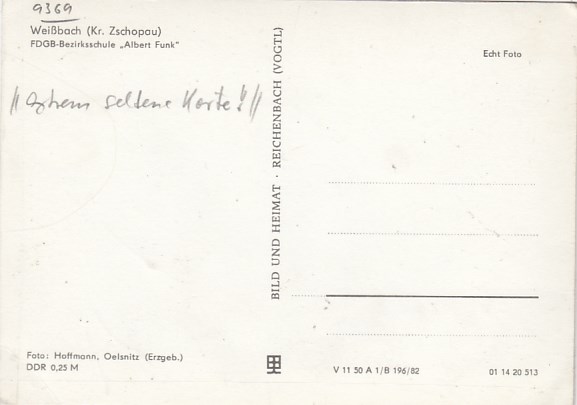 9369
Weißbach (Kr. Zschopau)
FDGB-Bezirksschule „Albert Funk"
Echt Foto
// extrem seltene Karte!! //
BILD UND HEIMAT · REICHENBACH (VOGTL)
Foto: Hoffmann, Oelsnitz (Erzgeb.)
DDR 0,25 M
V 11 50 A 1/B 196/82
01 14 20 513